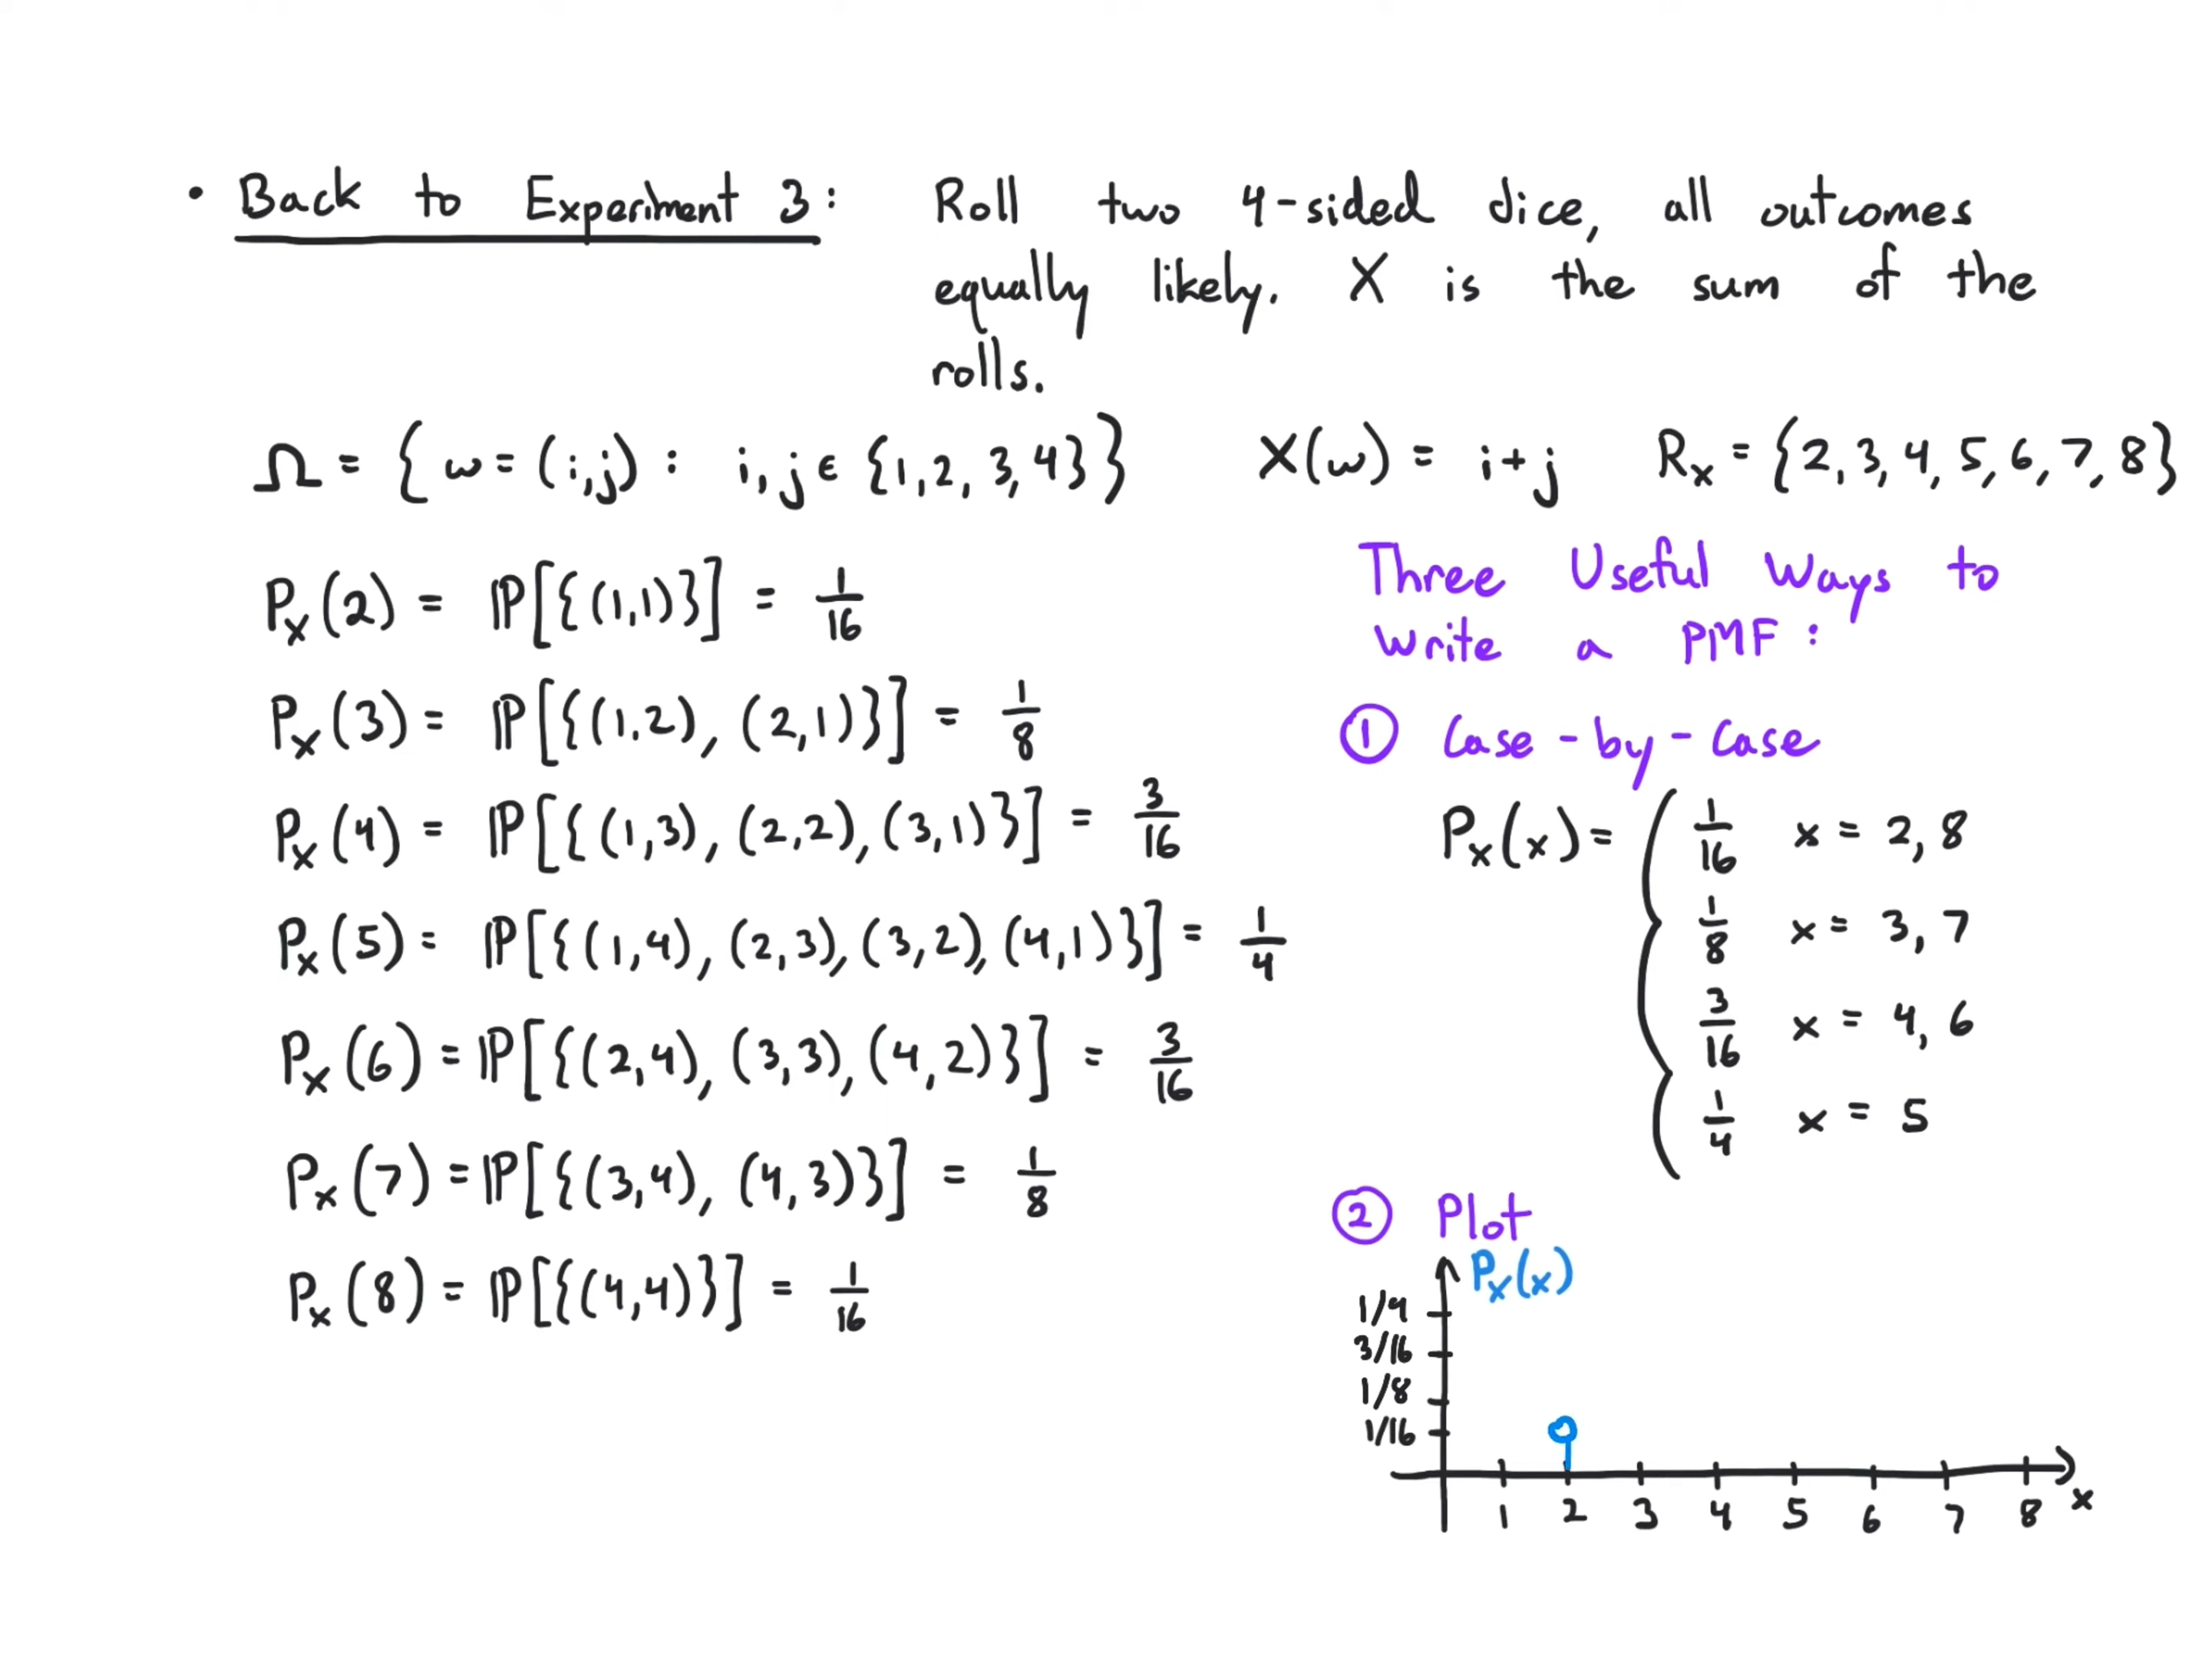 • Back to Experiment 3: Roll two 4-sided dice, all outcomes
equally likely. X is the sum of the
rolls.
Ω = { ω = (i,j) : i,j ∈ {1,2,3,4}} X(ω) = i+j R_X = {2,3,4,5,6,7,8}
P_X(2) = ℙ[{(1,1)}] = 1/16
P_X(3) = ℙ[{(1,2), (2,1)}] = 1/8
P_X(4) = ℙ[{(1,3), (2,2), (3,1)}] = 3/16
P_X(5) = ℙ[{(1,4), (2,3), (3,2), (4,1)}] = 1/4
P_X(6) = ℙ[{(2,4), (3,3), (4,2)}] = 3/16
P_X(7) = ℙ[{(3,4), (4,3)}] = 1/8
P_X(8) = ℙ[{(4,4)}] = 1/16
Three Useful Ways to
Write a PMF:
① Case-by-Case
P_X(x) = { 1/16 x = 2, 8
1/8 x = 3, 7
3/16 x = 4, 6
1/4 x = 5
② Plot
P_X(x)
1/4
3/16
1/8
1/16
1 2 3 4 5 6 7 8 x